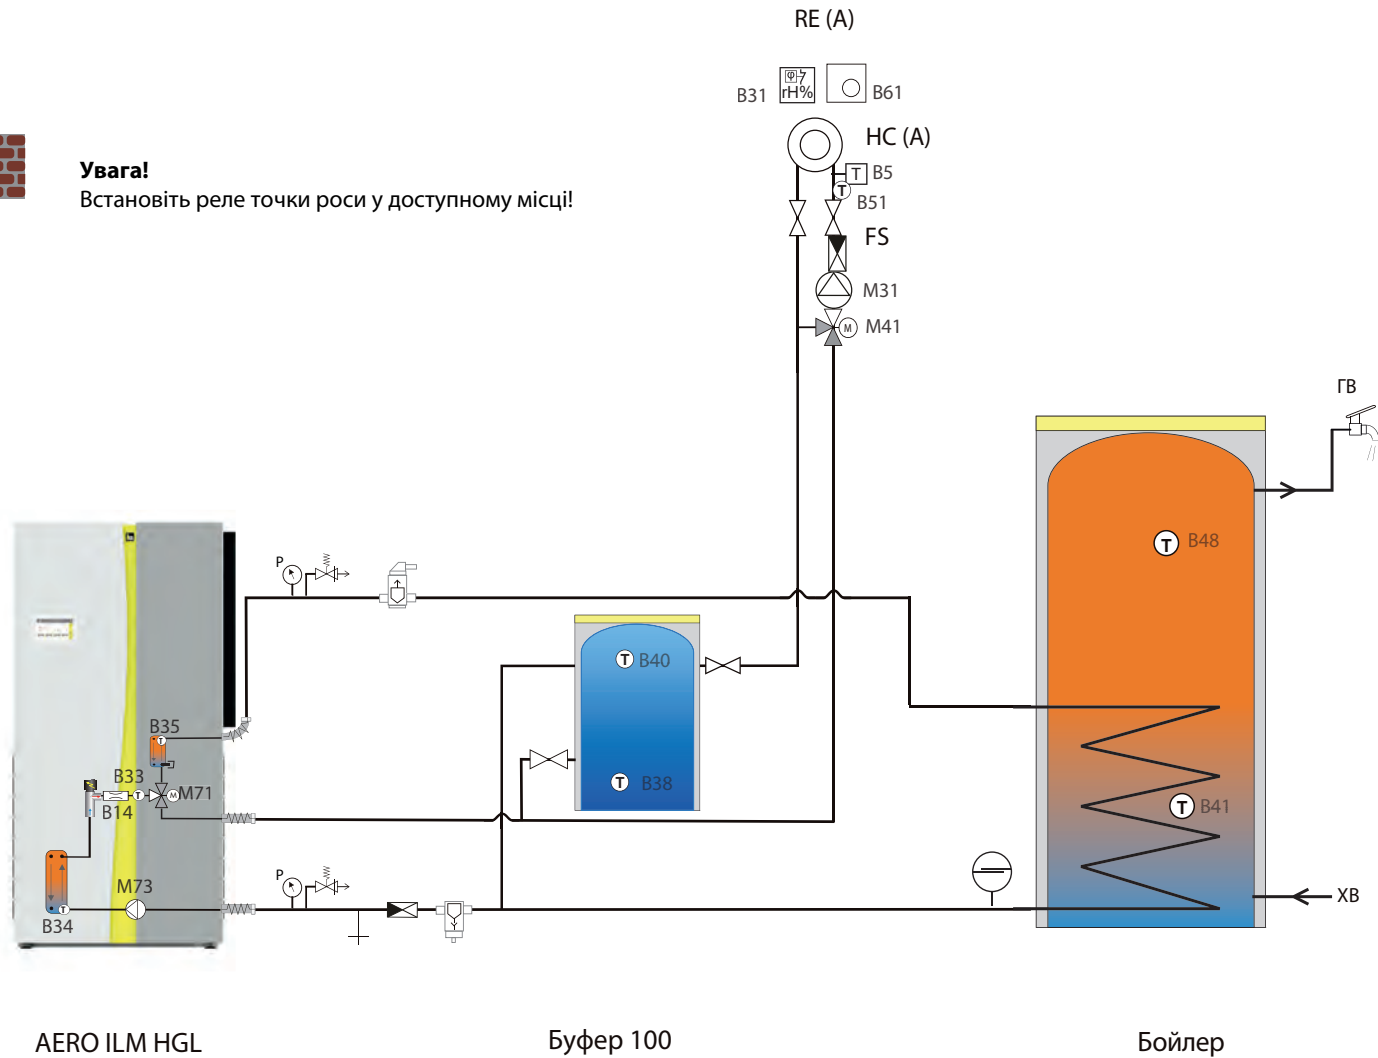 RE (A)
B31
φ
rH%
B61
HC (A)
T
B5
T
B51
FS
M31
M
M41
Увага!
Встановіть реле точки роси у доступному місці!
ГВ
T
B48
P
T
B40
B35
T
T
B38
B33
T
M
M71
B14
T
B41
M73
P
T
B34
ХВ
AERO ILM HGL
Буфер 100
Бойлер